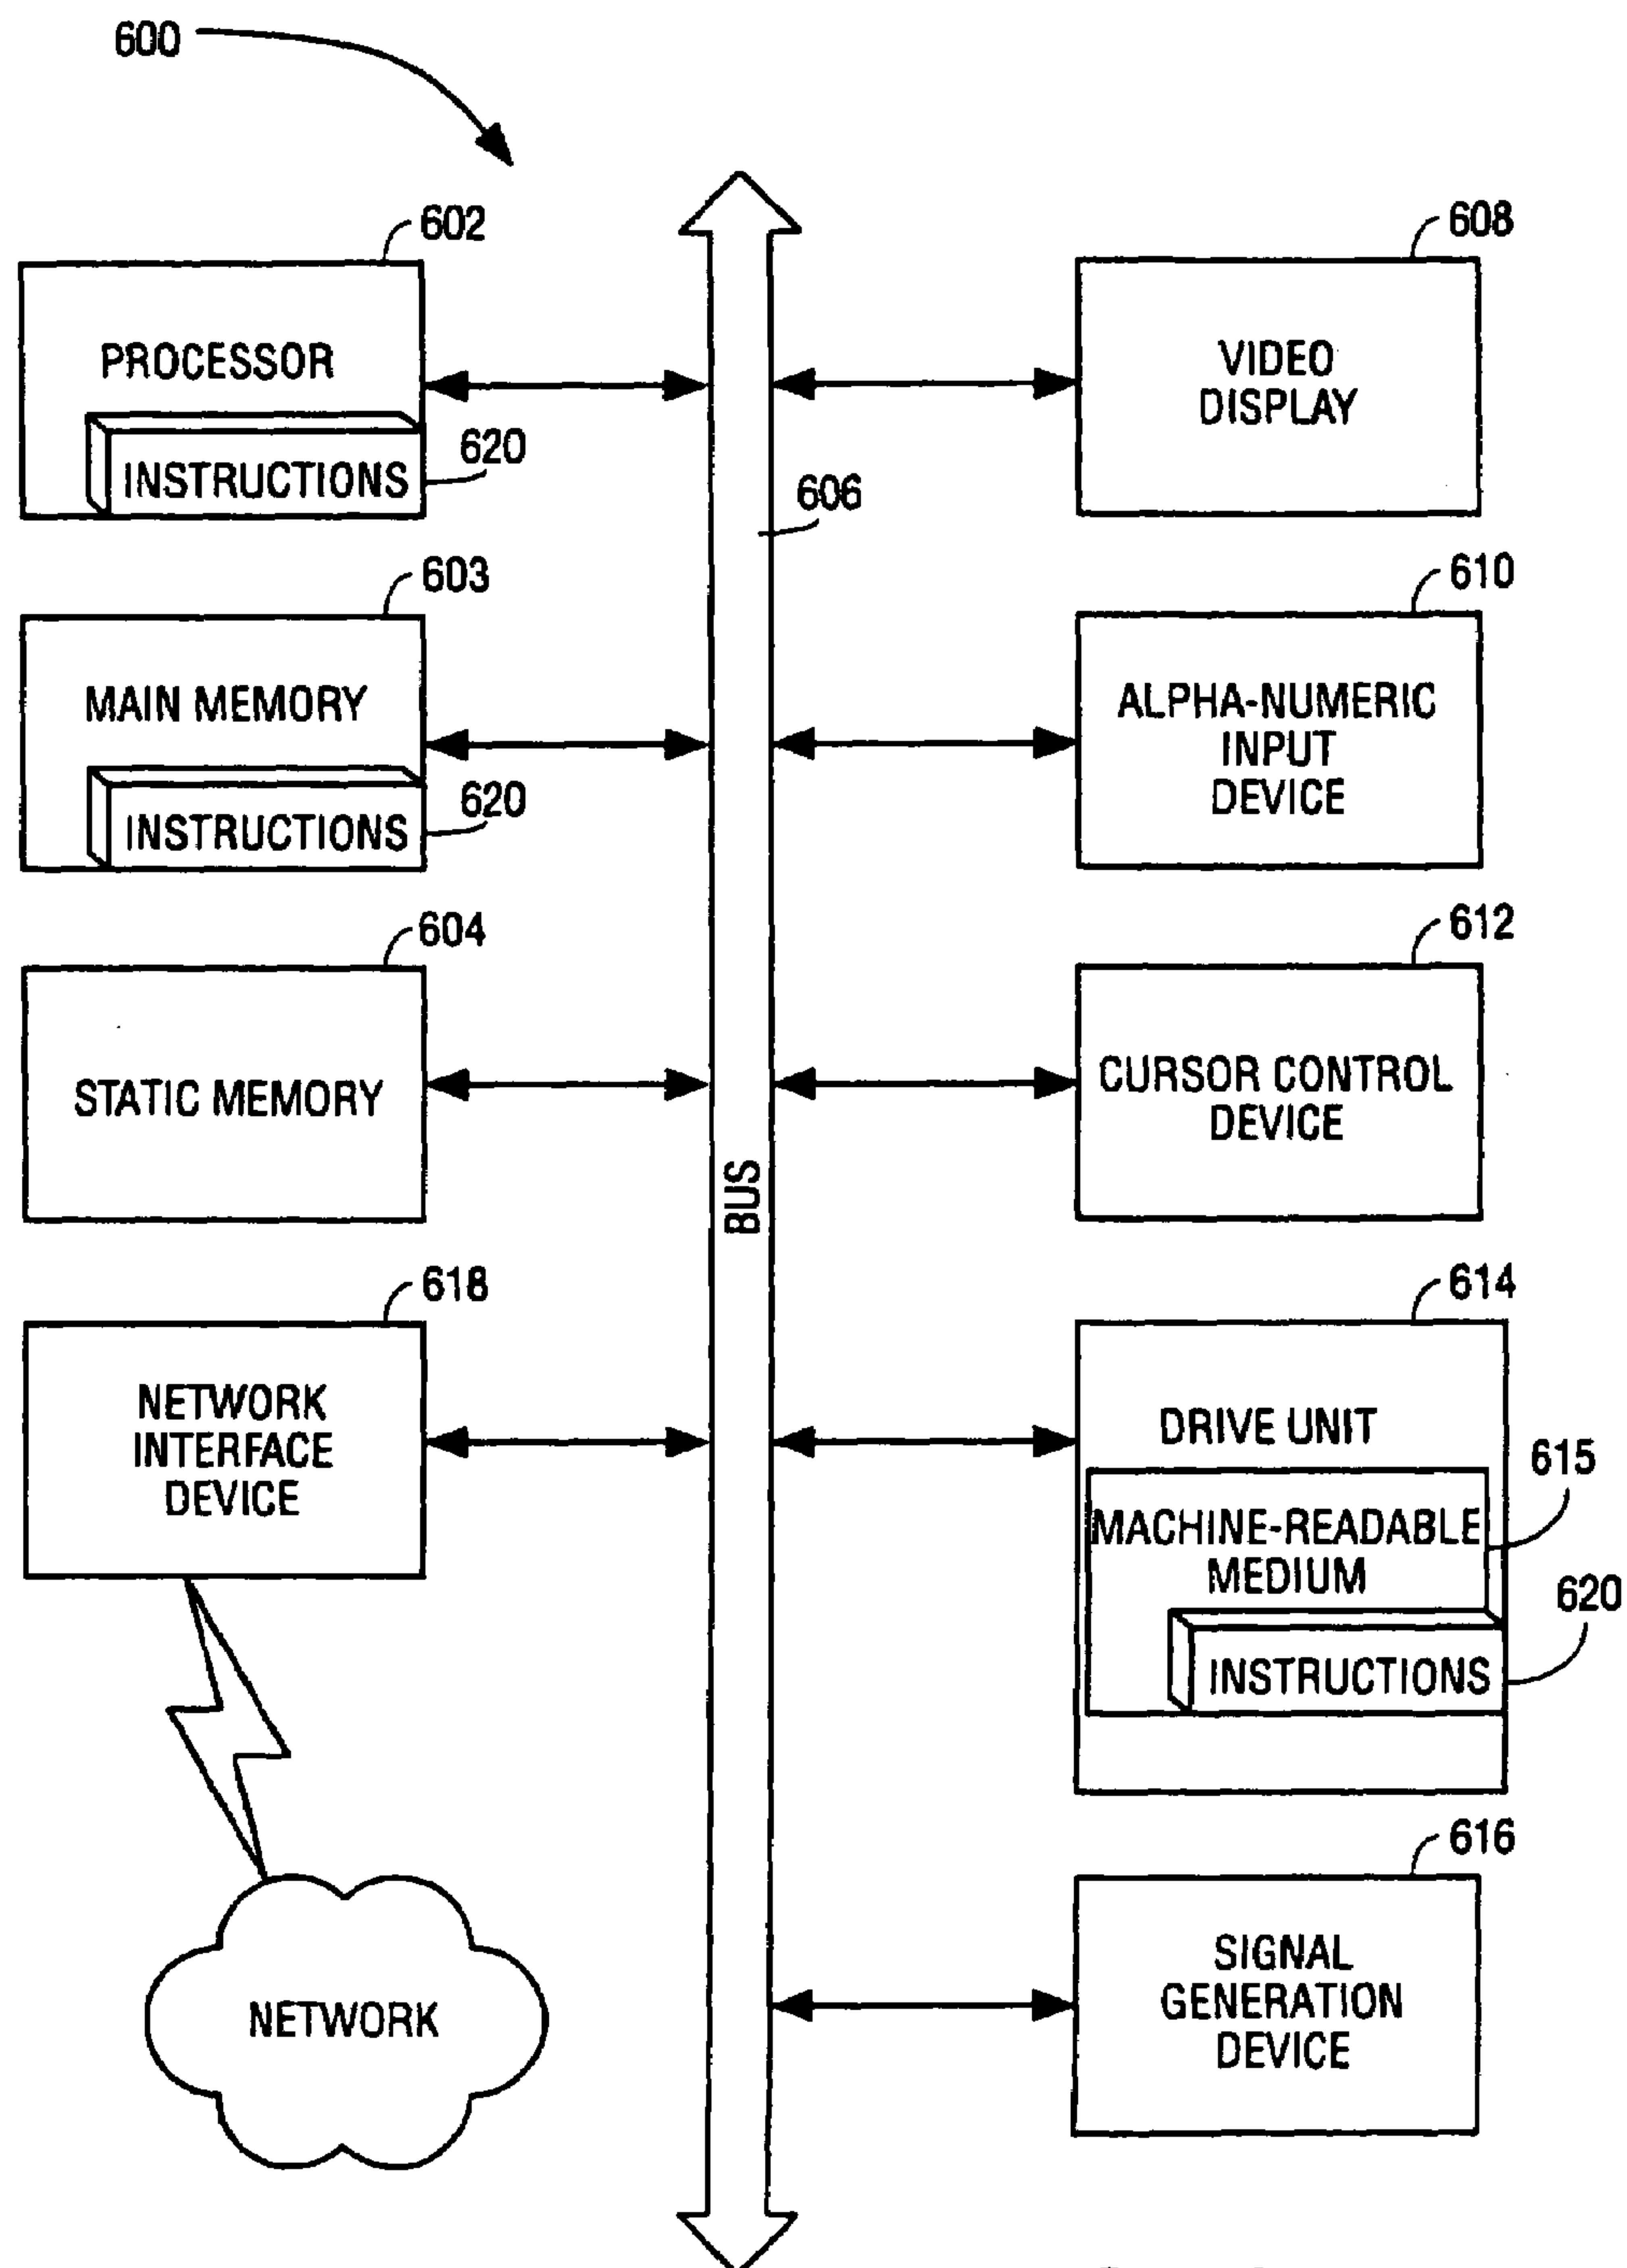 600
602
PROCESSOR
INSTRUCTIONS
620
603
MAIN MEMORY
INSTRUCTIONS
620
604
STATIC MEMORY
618
NETWORK
INTERFACE
DEVICE
NETWORK
606
BUS
608
VIDEO
DISPLAY
610
ALPHA-NUMERIC
INPUT
DEVICE
612
CURSOR CONTROL
DEVICE
614
DRIVE UNIT
615
MACHINE-READABLE
MEDIUM
620
INSTRUCTIONS
616
SIGNAL
GENERATION
DEVICE